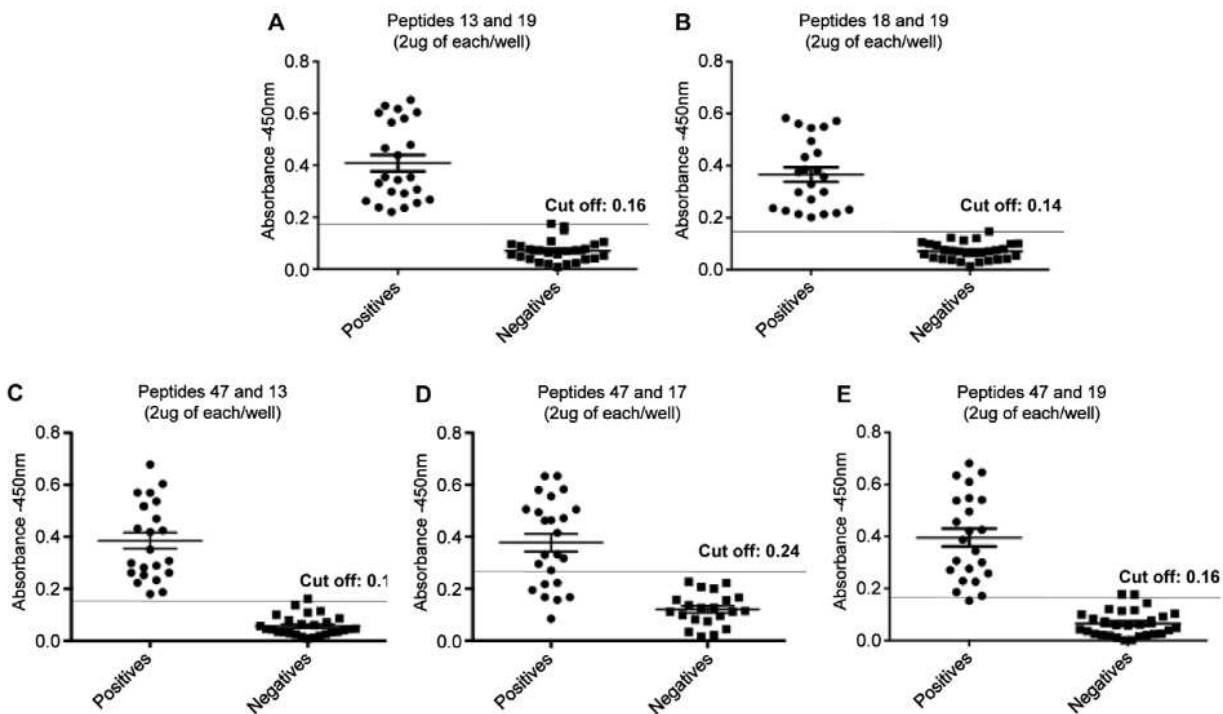 A
Peptides 13 and 19
(2ug of each/well)
Absorbance -450nm
0.8
0.6
0.4
0.2
0.0
Cut off: 0.16
Positives
Negatives
B
Peptides 18 and 19
(2ug of each/well)
Absorbance -450nm
0.8
0.6
0.4
0.2
0.0
Cut off: 0.14
Positives
Negatives
C
Peptides 47 and 13
(2ug of each/well)
Absorbance -450nm
0.8
0.6
0.4
0.2
0.0
Cut off: 0.1
Positives
Negatives
D
Peptides 47 and 17
(2ug of each/well)
Absorbance -450nm
0.8
0.6
0.4
0.2
0.0
Cut off: 0.24
Positives
Negatives
E
Peptides 47 and 19
(2ug of each/well)
Absorbance -450nm
0.8
0.6
0.4
0.2
0.0
Cut off: 0.16
Positives
Negatives